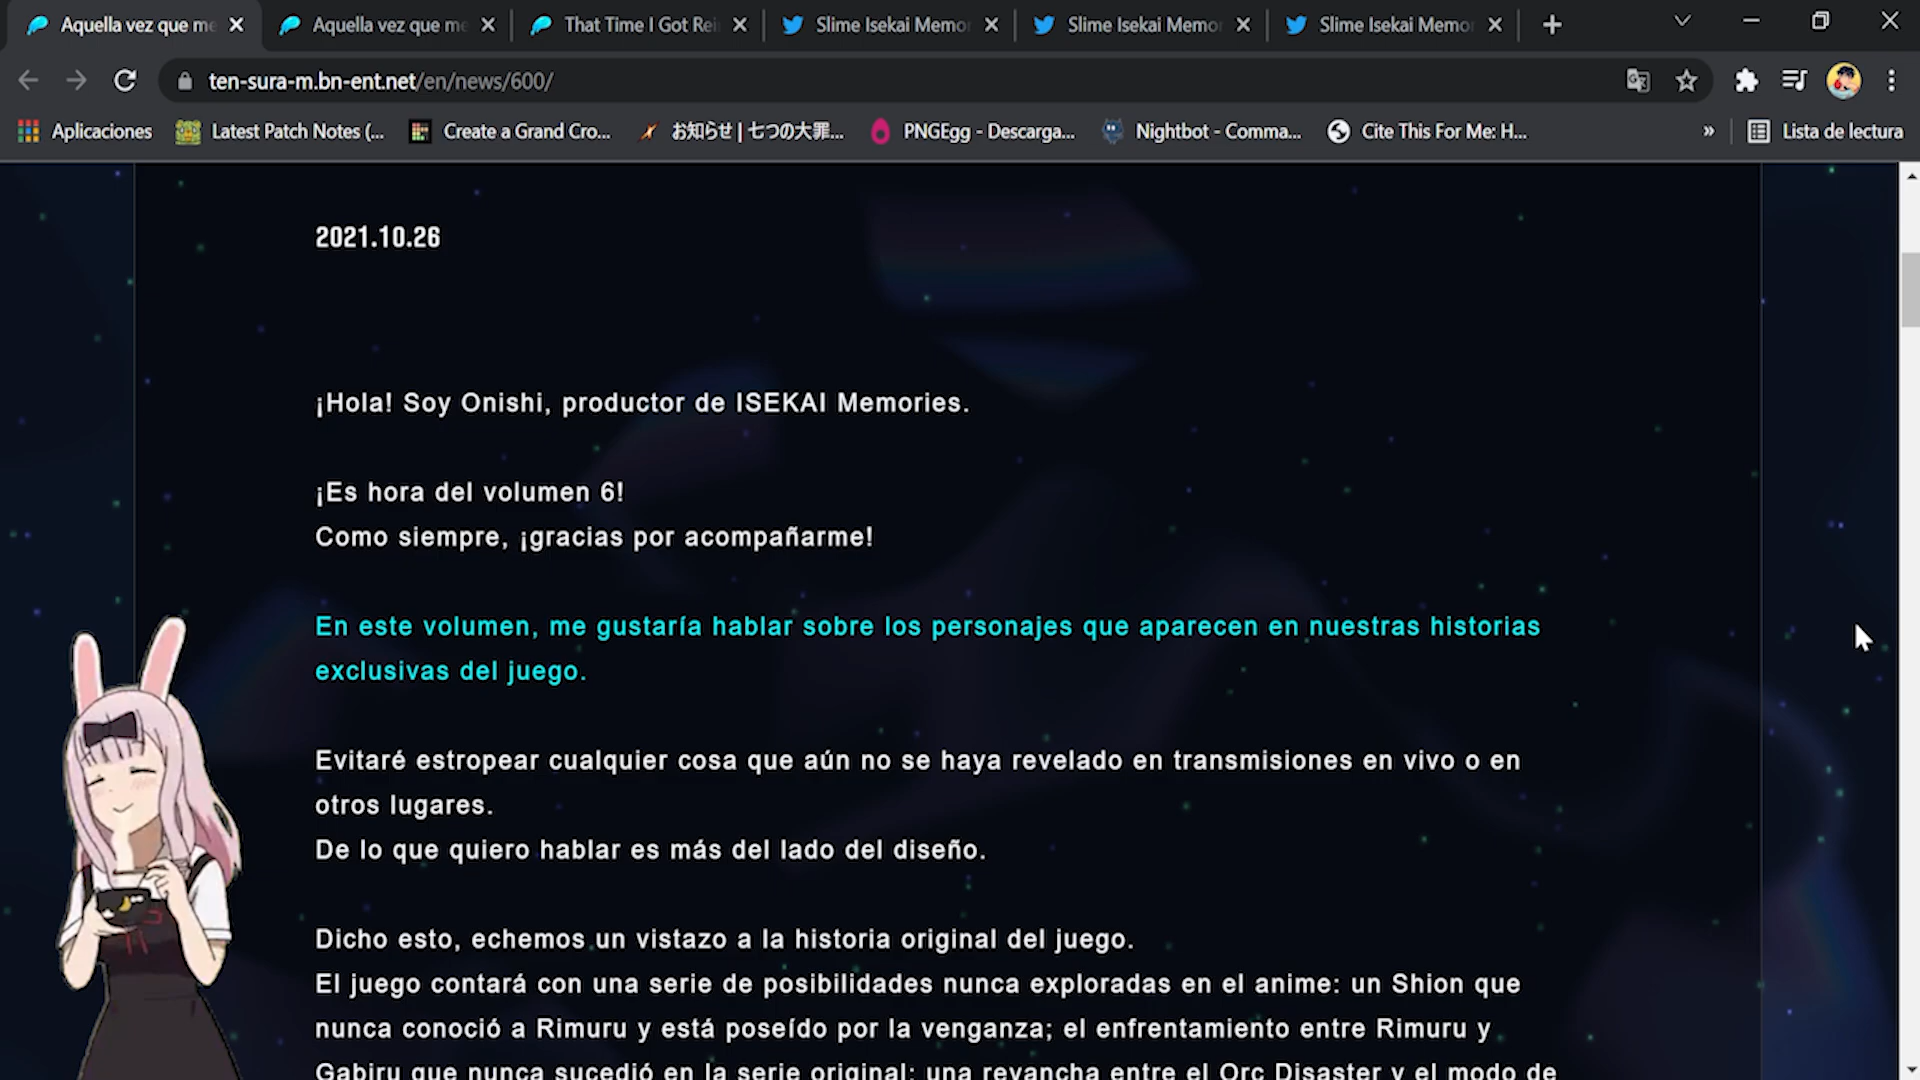 Aquella vez que me
Aquella vez que me
That Time I Got Rei
Slime Isekai Memor
Slime Isekai Memor
Slime Isekai Memor
ten-sura-m.bn-ent.net/en/news/600/
Aplicaciones
Latest Patch Notes (...
Create a Grand Cro...
お知らせ | 七つの大罪...
PNGEgg - Descarga...
Nightbot - Comma...
Cite This For Me: H...
»
Lista de lectura
2021.10.26
¡Hola! Soy Onishi, productor de ISEKAI Memories.
¡Es hora del volumen 6!
Como siempre, ¡gracias por acompañarme!
En este volumen, me gustaría hablar sobre los personajes que aparecen en nuestras historias
exclusivas del juego.
Evitaré estropear cualquier cosa que aún no se haya revelado en transmisiones en vivo o en
otros lugares.
De lo que quiero hablar es más del lado del diseño.
Dicho esto, echemos un vistazo a la historia original del juego.
El juego contará con una serie de posibilidades nunca exploradas en el anime: un Shion que
nunca conoció a Rimuru y está poseído por la venganza; el enfrentamiento entre Rimuru y
Gabiru que nunca sucedió en la serie original; una revancha entre el Orc Disaster y el modo de